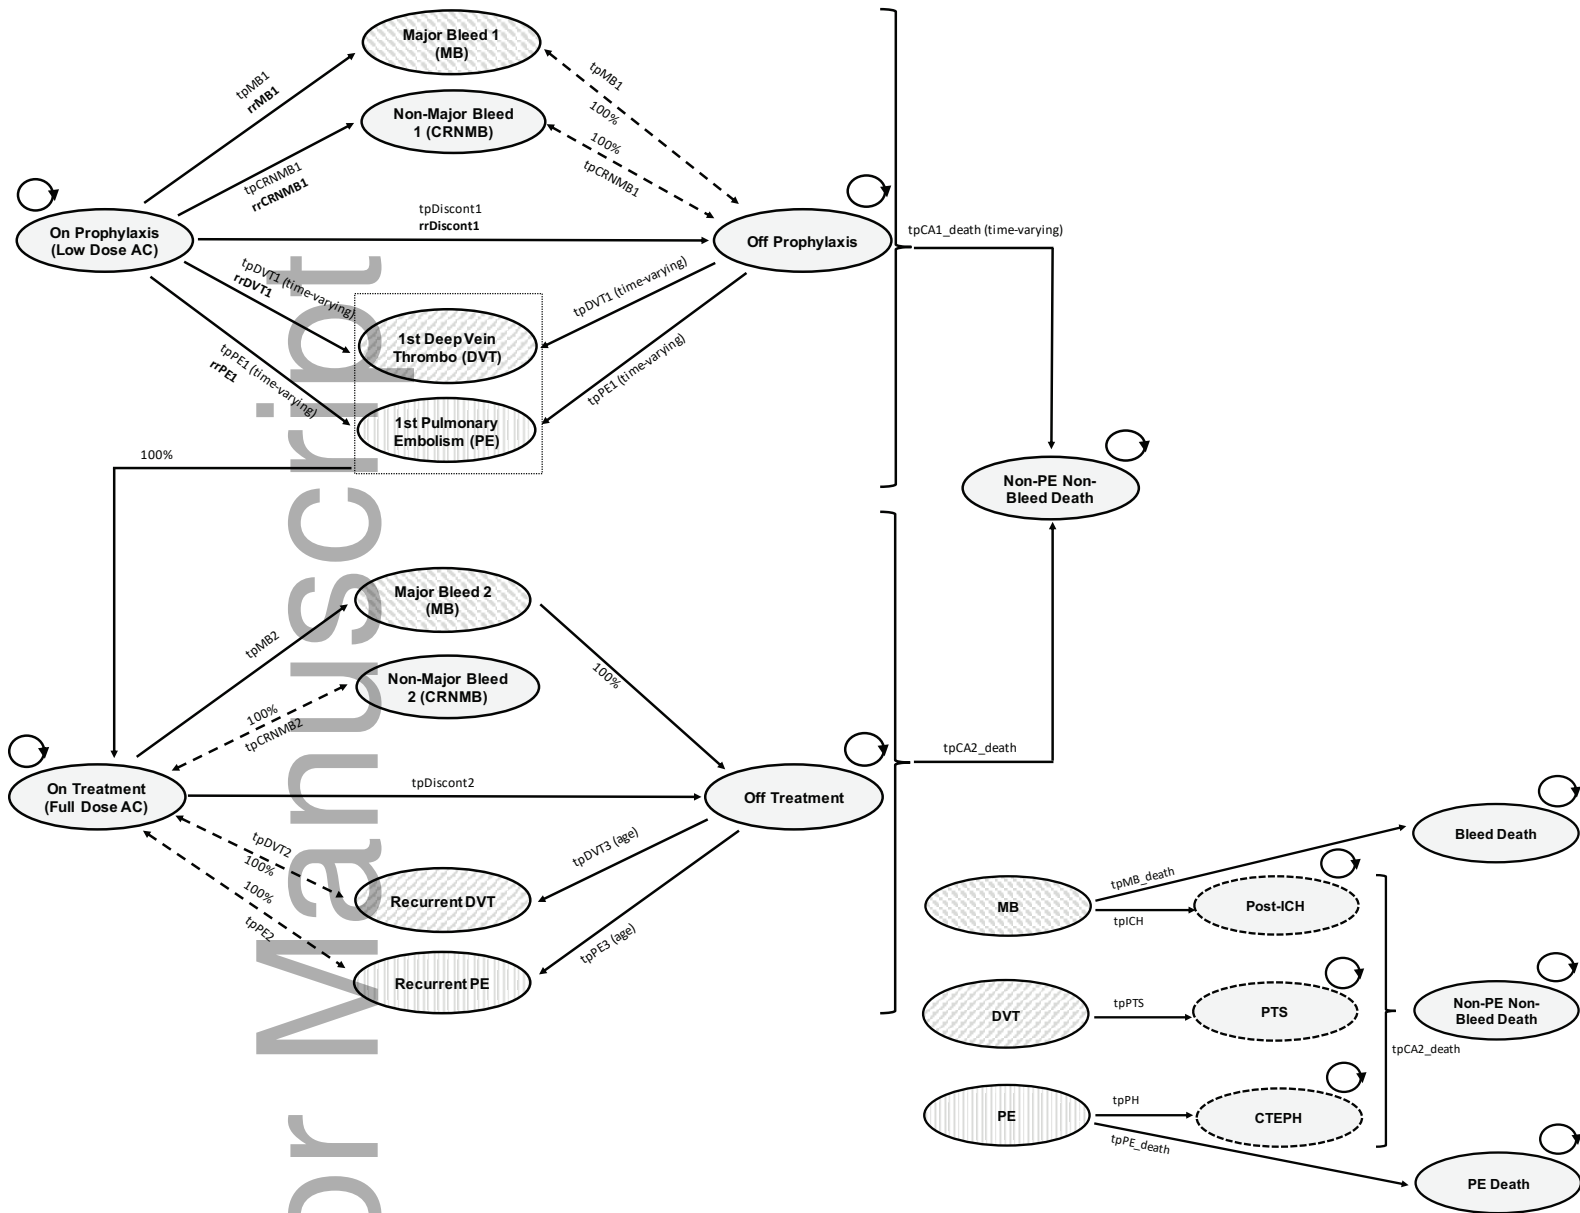 Major Bleed 1
(MB)
tpMB1
rrMB1
tpMB1
100%
Non-Major Bleed
1 (CRNMB)
100%
tpCRNMB1
tpCRNMB1
rrCRNMB1
On Prophylaxis
(Low Dose AC)
tpDiscont1
rrDiscont1
Off Prophylaxis
tpCA1_death (time-varying)
tpDVT1 (time-varying)
rrDVT1
tpDVT1 (time-varying)
1st Deep Vein
Thrombo (DVT)
tpPE1 (time-varying)
rrPE1
tpPE1 (time-varying)
1st Pulmonary
Embolism (PE)
100%
Non-PE Non-
Bleed Death
Major Bleed 2
(MB)
tpMB2
100%
Non-Major Bleed
2 (CRNMB)
100%
tpCRNMB2
tpCA2_death
On Treatment
(Full Dose AC)
tpDiscont2
Off Treatment
tpDVT2
100%
tpDVT3 (age)
Recurrent DVT
100%
tpPE2
tpPE3 (age)
Recurrent PE
Bleed Death
tpMB_death
MB
tpICH
Post-ICH
DVT
tpPTS
PTS
Non-PE Non-
Bleed Death
tpCA2_death
PE
tpPH
CTEPH
tpPE_death
PE Death
or Manuscript